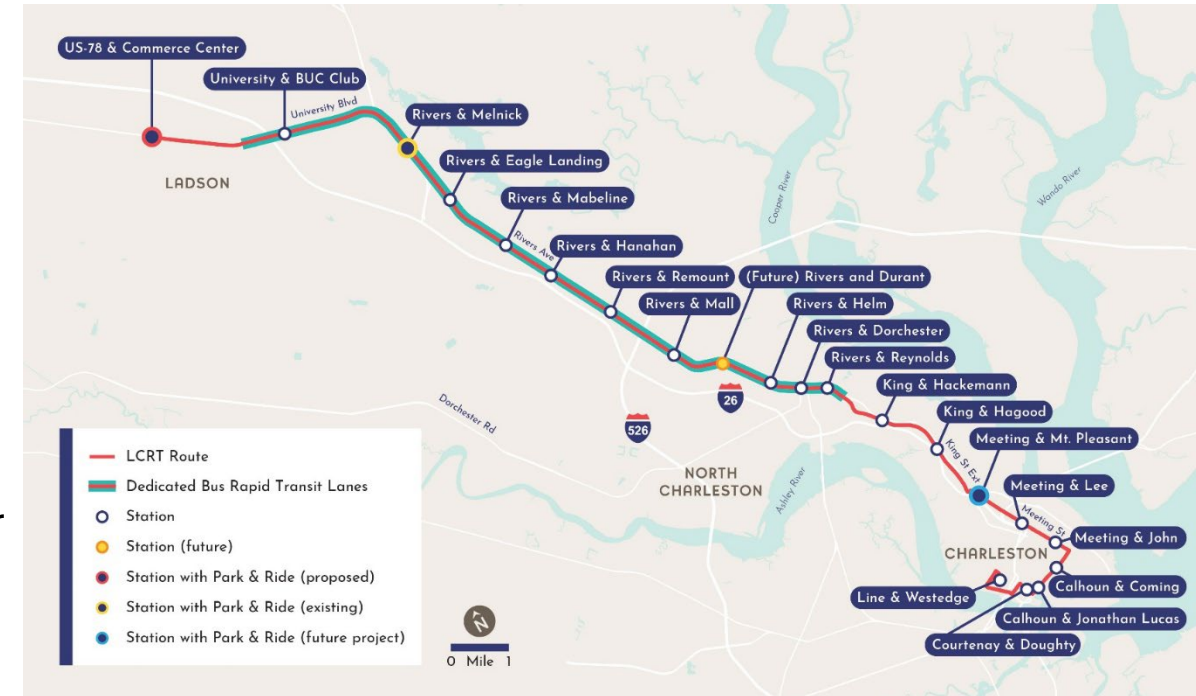 US-78 & Commerce Center
University & BUC Club
University Blvd
Rivers & Melnick
Rivers & Eagle Landing
LADSON
Rivers & Mabeline
Rivers Ave
Rivers & Hanahan
Rivers & Remount
(Future) Rivers and Durant
Rivers & Mall
Rivers & Helm
Rivers & Dorchester
Rivers & Reynolds
Cooper River
Wando River
King & Hackemann
26
King & Hagood
526
Dorchester Rd
Meeting & Mt. Pleasant
King St Ext
NORTH
CHARLESTON
Ashley River
Meeting & Lee
Meeting St
Meeting & John
CHARLESTON
Calhoun & Coming
Line & Westedge
Calhoun & Jonathan Lucas
Courtenay & Doughty
LCRT Route
Dedicated Bus Rapid Transit Lanes
Station
Station (future)
Station with Park & Ride (proposed)
Station with Park & Ride (existing)
Station with Park & Ride (future project)
N
0 Mile 1
r